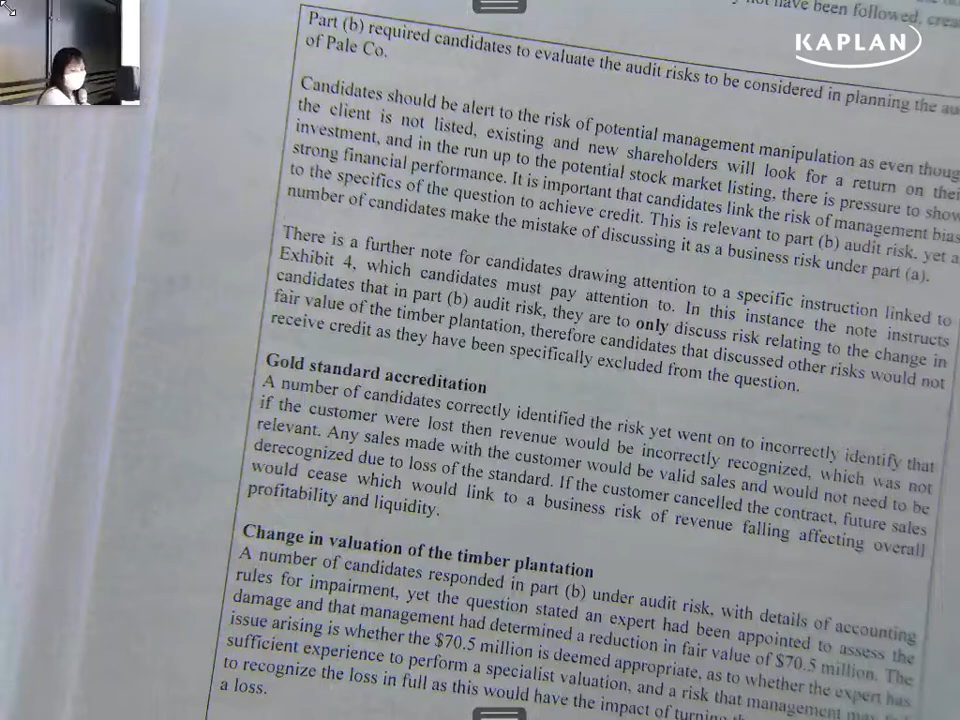 not have been followed,
KAPLAN
Part (b) required candidates to evaluate the audit risks to be considered in planning the
of Pale Co.
Candidates should be alert to the risk of potential management manipulation as even
the client is not listed, existing and new shareholders will look for a return on
investment, and in the run up to the potential stock market listing, there is pressure to show
strong financial performance. It is important that candidates link the risk of management bias
to the specifics of the question to achieve credit. This is relevant to part (b) audit risk, yet a
number of candidates make the mistake of discussing it as a business risk under part (a).
There is a further note for candidates drawing attention to a specific instruction linked to
Exhibit 4, which candidates must pay attention to. In this instance the note instructs
candidates that in part (b) audit risk, they are to only discuss risk relating to the change in
fair value of the timber plantation, therefore candidates that discussed other risks would not
receive credit as they have been specifically excluded from the question.
Gold standard accreditation
A number of candidates correctly identified the risk yet went on to incorrectly identify that
if the customer were lost then revenue would be incorrectly recognized, which was not
relevant. Any sales made with the customer would be valid sales and would not need to be
derecognized due to loss of the standard. If the customer cancelled the contract, future sales
would cease which would link to a business risk of revenue falling affecting overall
profitability and liquidity.
Change in valuation of the timber plantation
A number of candidates responded in part (b) under audit risk, with details of accounting
rules for impairment, yet the question stated an expert had been appointed to assess the
damage and that management had determined a reduction in fair value of $70.5 million. The
issue arising is whether the $70.5 million is deemed appropriate, as to whether the expert has
sufficient experience to perform a specialist valuation, and a risk that management may
to recognize the loss in full as this would have the impact of turning
a loss.